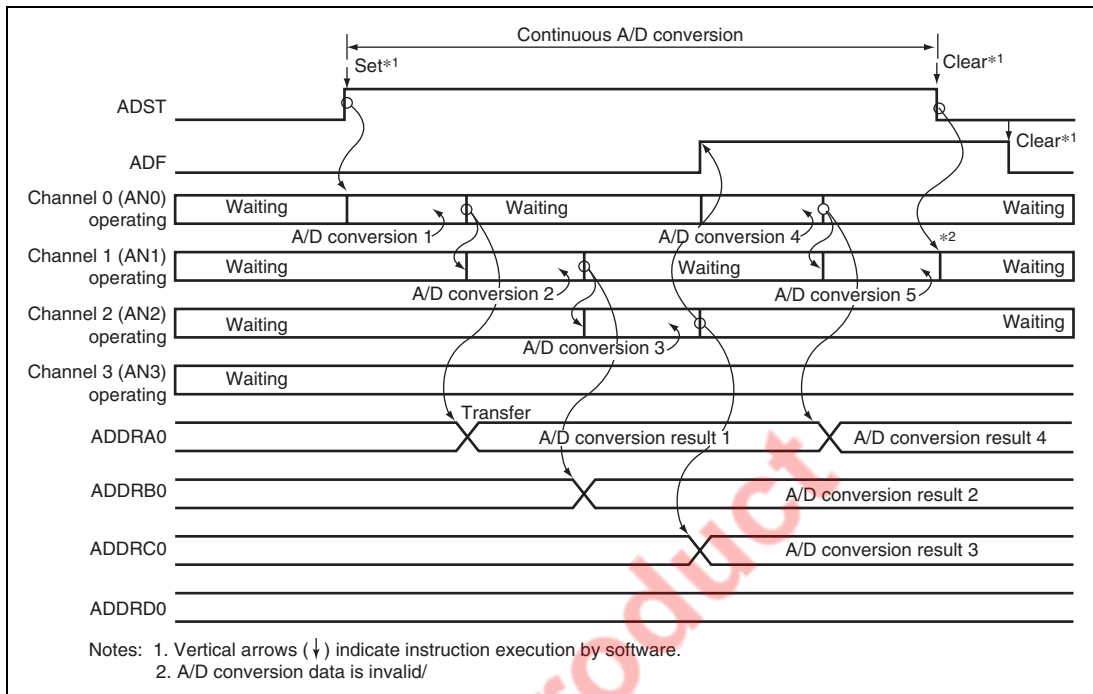 Continuous A/D conversion
Set*1
Clear*1
ADST
Clear*1
ADF
Channel 0 (AN0)
operating
Waiting
Waiting
Waiting
A/D conversion 1
A/D conversion 4
*2
Channel 1 (AN1)
operating
Waiting
Waiting
Waiting
A/D conversion 2
A/D conversion 5
Channel 2 (AN2)
operating
Waiting
Waiting
A/D conversion 3
Channel 3 (AN3)
operating
Waiting
Transfer
ADDRA0
A/D conversion result 1
A/D conversion result 4
ADDRB0
A/D conversion result 2
ADDRC0
A/D conversion result 3
ADDRD0
Notes: 1. Vertical arrows (↓) indicate instruction execution by software.
2. A/D conversion data is invalid/
roduct